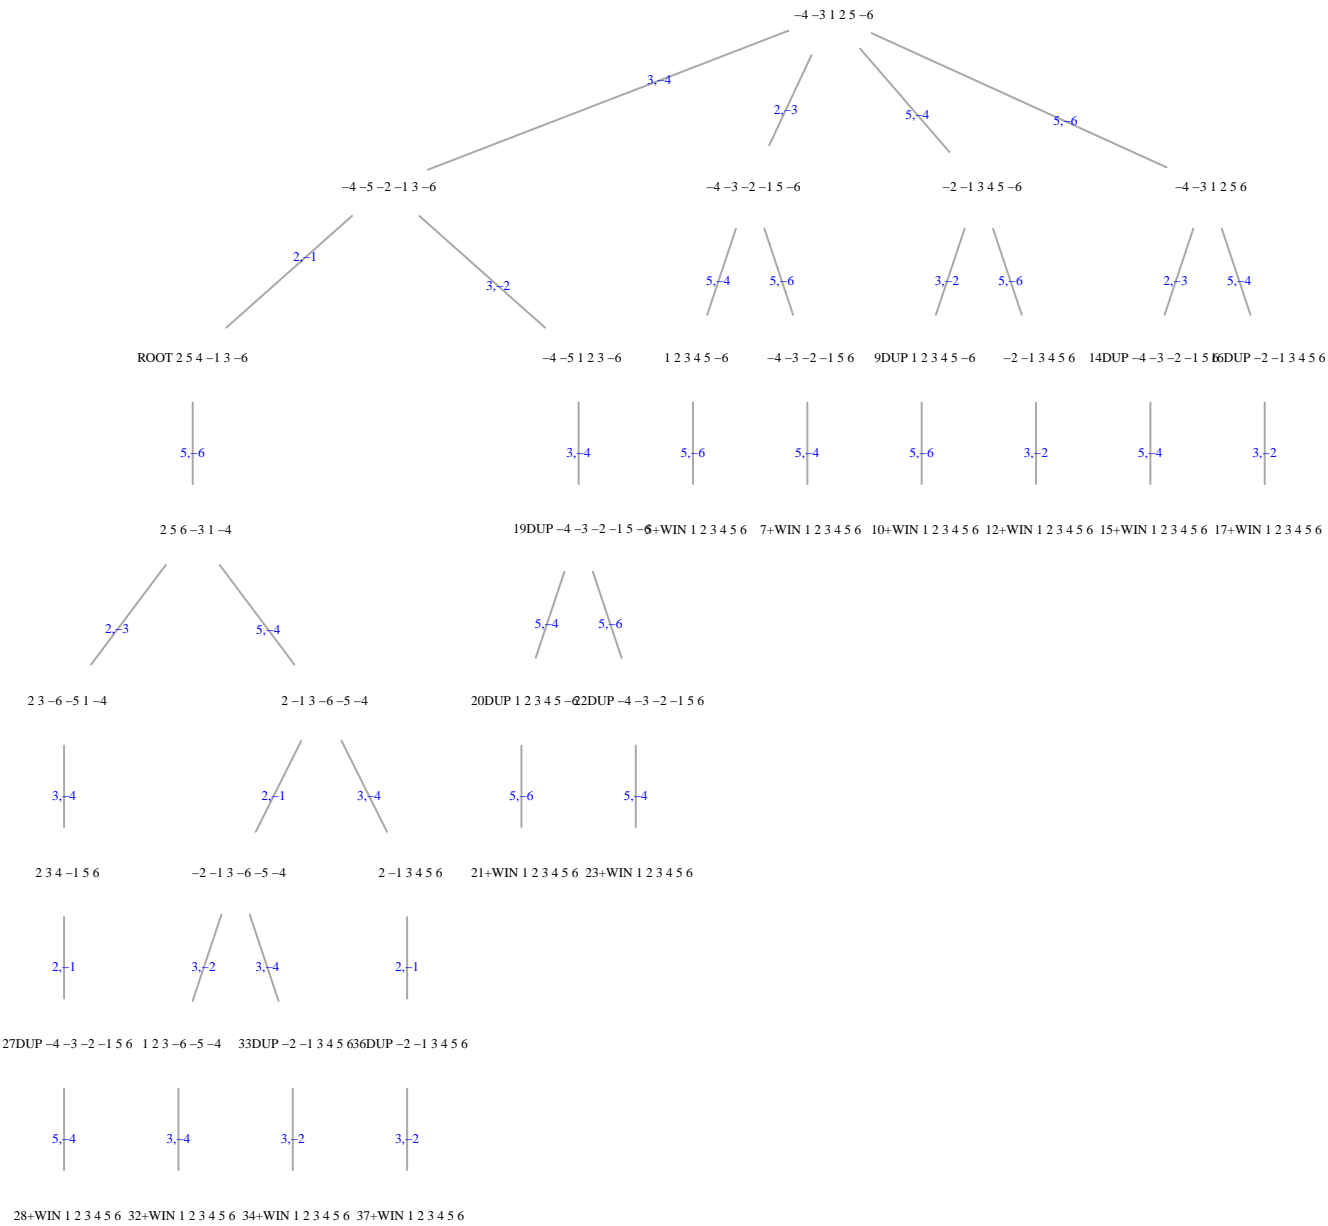 −4 −3 1 2 5 −6
3,−4
2,−3
5,−4
5,−6
−4 −5 −2 −1 3 −6
−4 −3 −2 −1 5 −6
−2 −1 3 4 5 −6
−4 −3 1 2 5 6
2,−1
3,−2
5,−4
5,−6
3,−2
5,−6
2,−3
5,−4
ROOT 2 5 4 −1 3 −6
−4 −5 1 2 3 −6
1 2 3 4 5 −6
−4 −3 −2 −1 5 6
9DUP 1 2 3 4 5 −6
−2 −1 3 4 5 6
14DUP −4 −3 −2 −1 5 6
16DUP −2 −1 3 4 5 6
5,−6
3,−4
5,−6
5,−4
5,−6
3,−2
5,−4
3,−2
2 5 6 −3 1 −4
19DUP −4 −3 −2 −1 5 −6
5+WIN 1 2 3 4 5 6
7+WIN 1 2 3 4 5 6
10+WIN 1 2 3 4 5 6
12+WIN 1 2 3 4 5 6
15+WIN 1 2 3 4 5 6
17+WIN 1 2 3 4 5 6
2,−3
5,−4
5,−4
5,−6
2 3 −6 −5 1 −4
2 −1 3 −6 −5 −4
20DUP 1 2 3 4 5 −6
22DUP −4 −3 −2 −1 5 6
3,−4
2,−1
3,−4
5,−6
5,−4
2 3 4 −1 5 6
−2 −1 3 −6 −5 −4
2 −1 3 4 5 6
21+WIN 1 2 3 4 5 6
23+WIN 1 2 3 4 5 6
2,−1
3,−2
3,−4
2,−1
27DUP −4 −3 −2 −1 5 6
1 2 3 −6 −5 −4
33DUP −2 −1 3 4 5 6
36DUP −2 −1 3 4 5 6
5,−4
3,−4
3,−2
3,−2
28+WIN 1 2 3 4 5 6
32+WIN 1 2 3 4 5 6
34+WIN 1 2 3 4 5 6
37+WIN 1 2 3 4 5 6